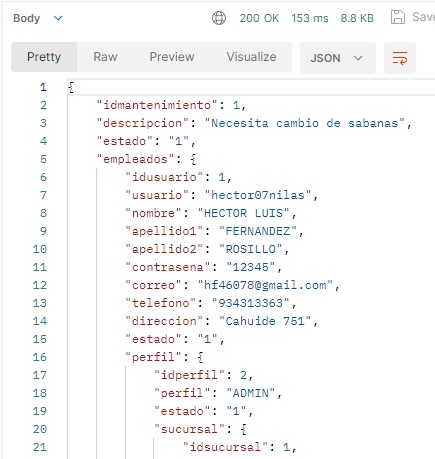 Body 200 OK 153 ms 8.8 KB Save
Pretty Raw Preview Visualize JSON
1 {
2 "idmantenimiento": 1,
3 "descripcion": "Necesita cambio de sabanas",
4 "estado": "1",
5 "empleados": {
6 "idusuario": 1,
7 "usuario": "hector07nilas",
8 "nombre": "HECTOR LUIS",
9 "apellido1": "FERNANDEZ",
10 "apellido2": "ROSILLO",
11 "contrasena": "12345",
12 "correo": "hf46078@gmail.com",
13 "telefono": "934313363",
14 "direccion": "Cahuide 751",
15 "estado": "1",
16 "perfil": {
17 "idperfil": 2,
18 "perfil": "ADMIN",
19 "estado": "1",
20 "sucursal": {
21 "idsucursal": 1,